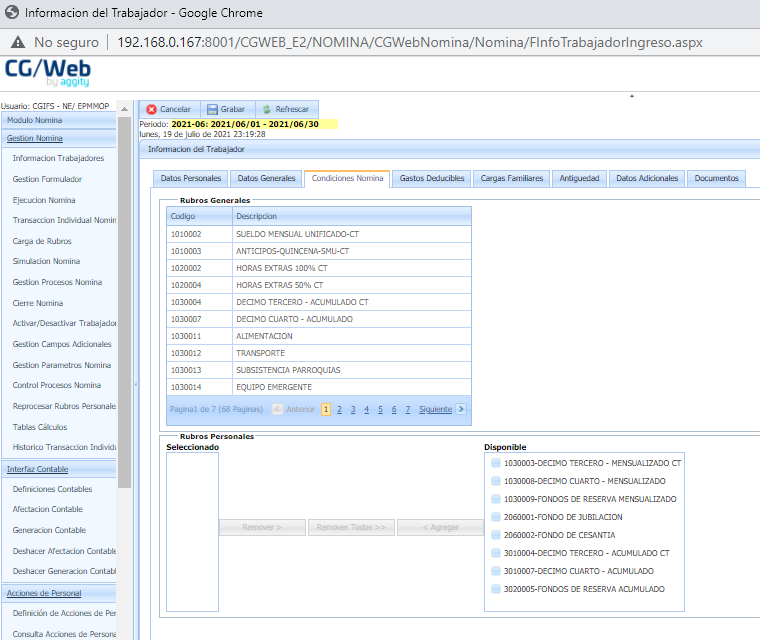 Informacion del Trabajador - Google Chrome
No seguro 192.168.0.167:8001/CGWEB_E2/NOMINA/CGWebNomina/Nomina/FInfoTrabajadorIngreso.aspx
CG/Web
by aggity
Usuario: CGIFS - NE/ EPMMOP
Modulo Nomina
Gestion Nomina
Informacion Trabajadores
Gestion Formulador
Ejecucion Nomina
Transaccion Individual Nomin
Carga de Rubros
Simulacion Nomina
Gestion Procesos Nomina
Cierre Nomina
Activar/Desactivar Trabajador
Gestion Campos Adicionales
Gestion Parametros Nomina
Control Procesos Nomina
Reprocesar Rubros Personale
Tablas Cálculos
Historico Transaccion Individu
Interfaz Contable
Definiciones Contables
Afectacion Contable
Generacion Contable
Deshacer Afectacion Contable
Deshacer Generacion Contabl
Acciones de Personal
Definición de Acciones de Per
Consulta Acciones de Persona
Cancelar Grabar Refrescar
Periodo: 2021-06: 2021/06/01 - 2021/06/30
lunes, 19 de julio de 2021 23:19:28
Informacion del Trabajador
Datos Personales Datos Generales Condiciones Nomina Gastos Deducibles Cargas Familiares Antiguedad Datos Adicionales Documentos
Rubros Generales
Codigo Descripcion
1010002 SUELDO MENSUAL UNIFICADO-CT
1010003 ANTICIPOS-QUINCENA-SMU-CT
1020002 HORAS EXTRAS 100% CT
1020004 HORAS EXTRAS 50% CT
1030004 DECIMO TERCERO - ACUMULADO CT
1030007 DECIMO CUARTO - ACUMULADO
1030011 ALIMENTACION
1030012 TRANSPORTE
1030013 SUBSISTENCIA PARROQUIAS
1030014 EQUIPO EMERGENTE
Pagina1 de 7 (68 Paginas) < Anterior 1 2 3 4 5 6 7 Siguiente >
Rubros Personales
Seleccionado
Remover > Remover Todos >> < Agregar
Disponible
1030003-DECIMO TERCERO - MENSUALIZADO CT
1030008-DECIMO CUARTO - MENSUALIZADO
1030009-FONDOS DE RESERVA MENSUALIZADO
2060001-FONDO DE JUBILACION
2060002-FONDO DE CESANTIA
3010004-DECIMO TERCERO - ACUMULADO CT
3010007-DECIMO CUARTO - ACUMULADO
3020005-FONDOS DE RESERVA ACUMULADO